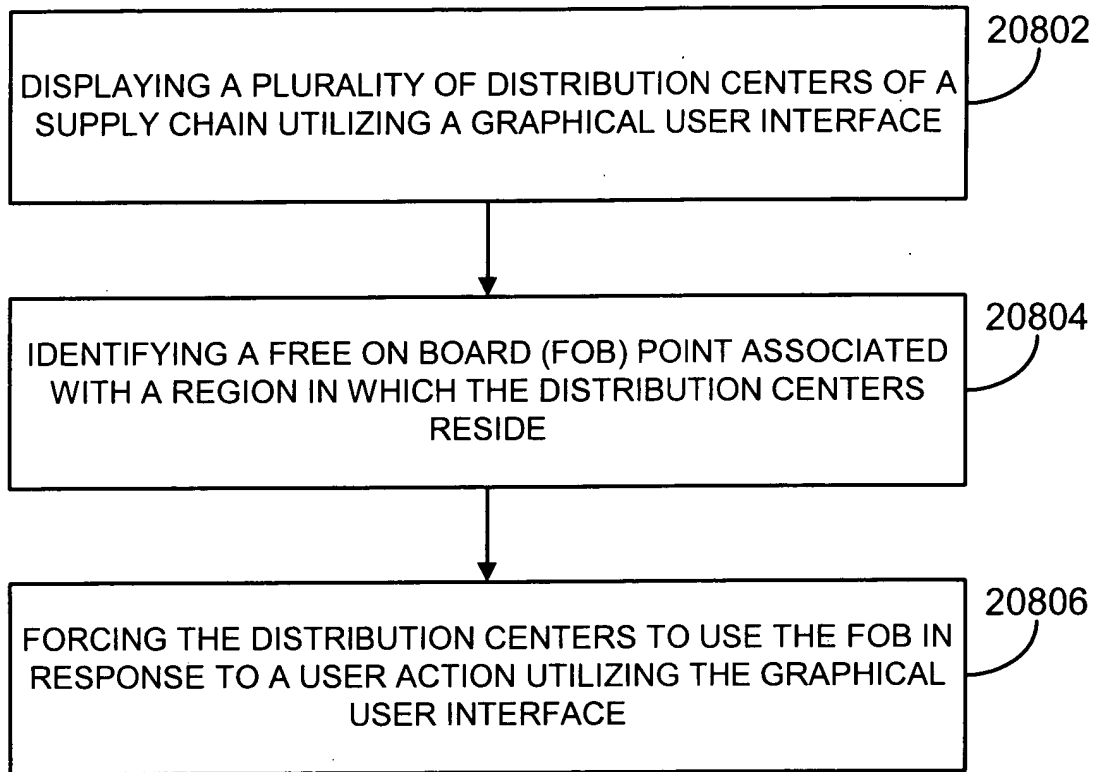 20802
DISPLAYING A PLURALITY OF DISTRIBUTION CENTERS OF A
SUPPLY CHAIN UTILIZING A GRAPHICAL USER INTERFACE
20804
IDENTIFYING A FREE ON BOARD (FOB) POINT ASSOCIATED
WITH A REGION IN WHICH THE DISTRIBUTION CENTERS
RESIDE
20806
FORCING THE DISTRIBUTION CENTERS TO USE THE FOB IN
RESPONSE TO A USER ACTION UTILIZING THE GRAPHICAL
USER INTERFACE